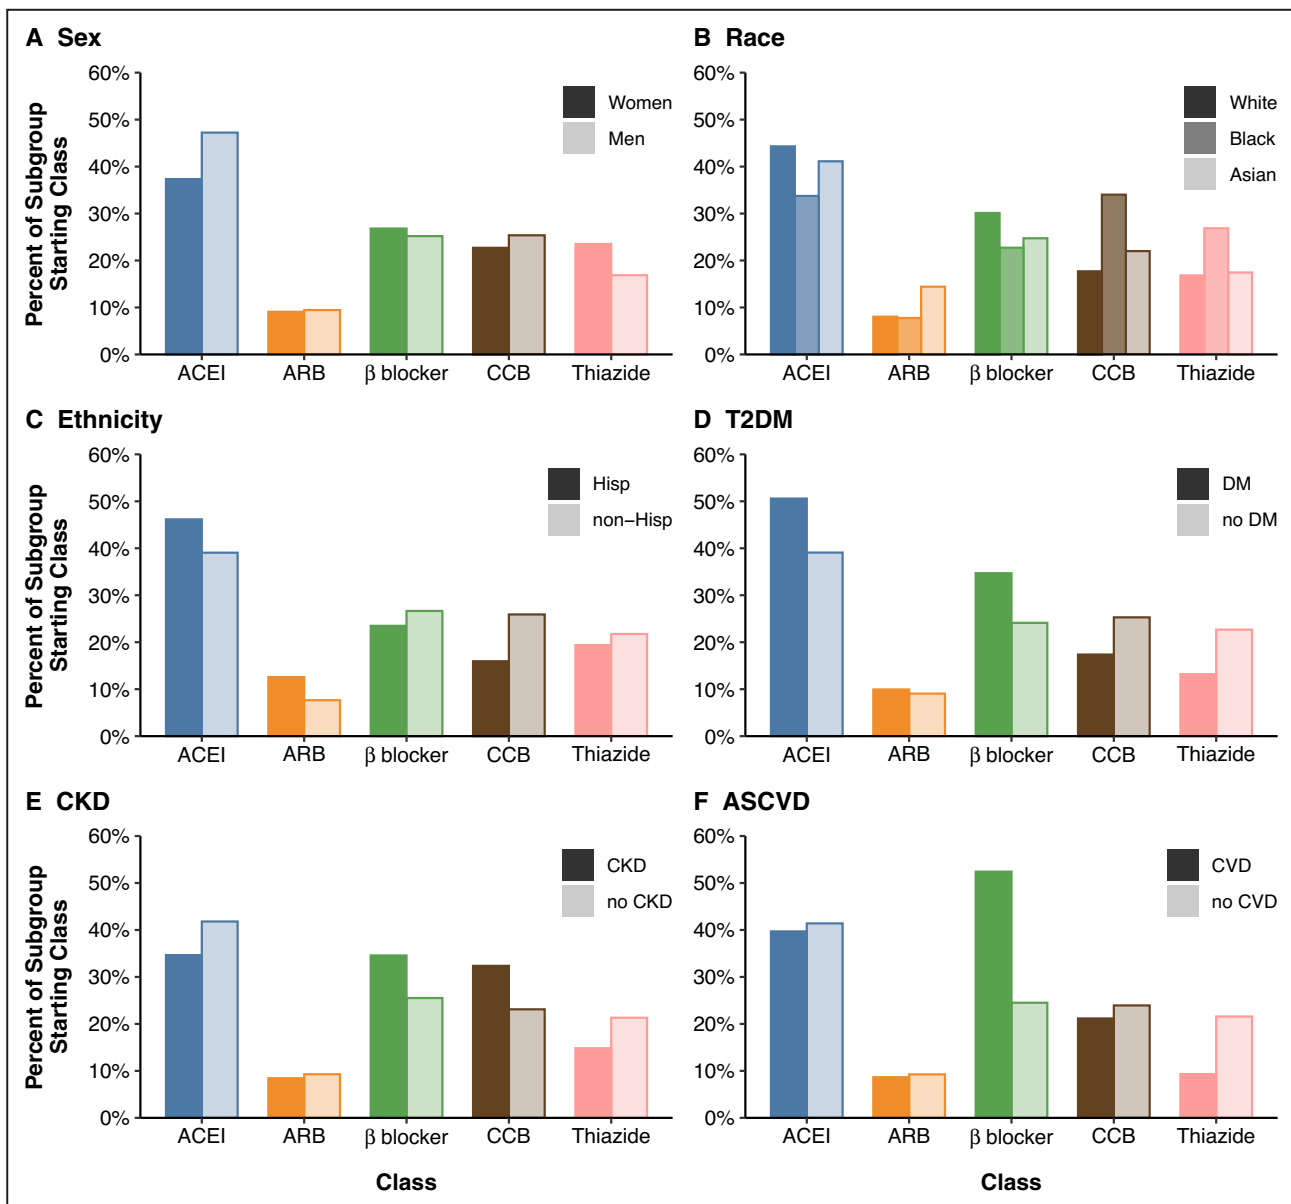 A Sex
Percent of Subgroup
Starting Class
60%
50%
40%
30%
20%
10%
0%
Women
Men
ACEI ARB β blocker CCB Thiazide
B Race
60%
50%
40%
30%
20%
10%
0%
White
Black
Asian
ACEI ARB β blocker CCB Thiazide
C Ethnicity
Percent of Subgroup
Starting Class
60%
50%
40%
30%
20%
10%
0%
Hisp
non–Hisp
ACEI ARB β blocker CCB Thiazide
D T2DM
60%
50%
40%
30%
20%
10%
0%
DM
no DM
ACEI ARB β blocker CCB Thiazide
E CKD
Percent of Subgroup
Starting Class
60%
50%
40%
30%
20%
10%
0%
CKD
no CKD
ACEI ARB β blocker CCB Thiazide
Class
F ASCVD
60%
50%
40%
30%
20%
10%
0%
CVD
no CVD
ACEI ARB β blocker CCB Thiazide
Class